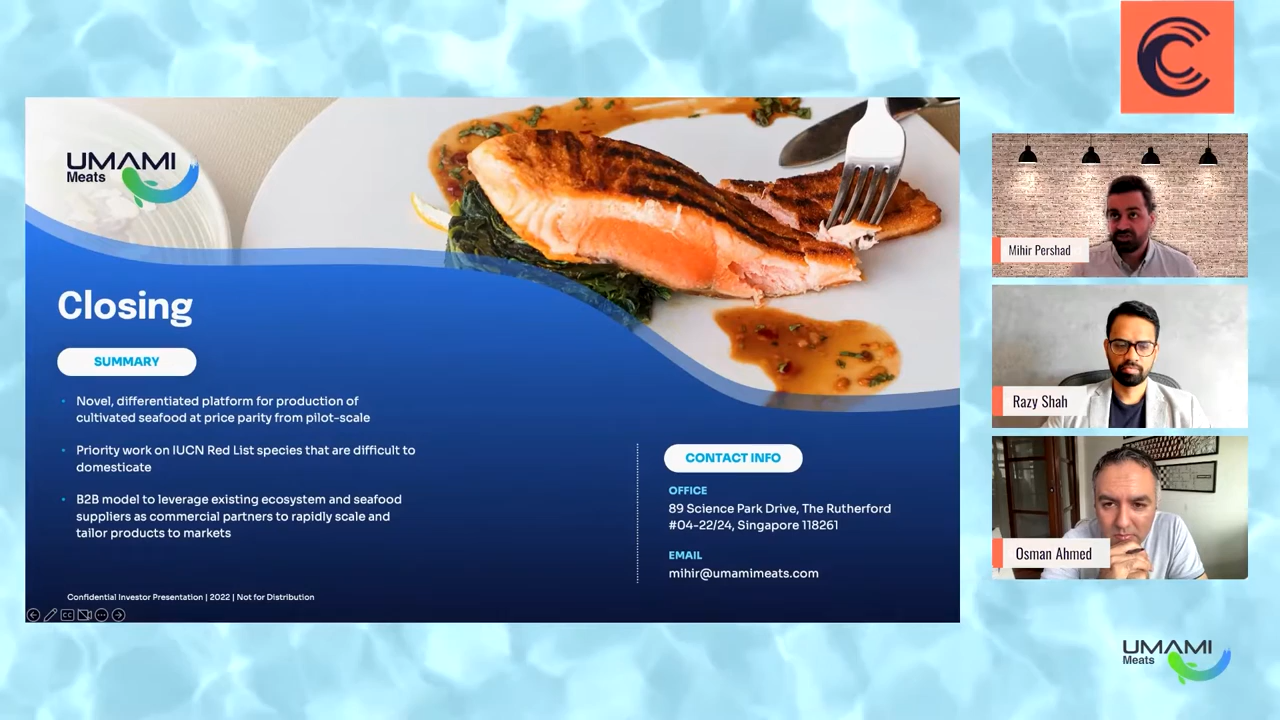 UMAMI
Meats
Closing
SUMMARY
• Novel, differentiated platform for production of
cultivated seafood at price parity from pilot-scale
• Priority work on IUCN Red List species that are difficult to
domesticate
• B2B model to leverage existing ecosystem and seafood
suppliers as commercial partners to rapidly scale and
tailor products to markets
CONTACT INFO
OFFICE
89 Science Park Drive, The Rutherford
#04-22/24, Singapore 118261
EMAIL
mihir@umamimeats.com
Confidential Investor Presentation | 2022 | Not for Distribution
CC
Mihir Pershad
Razy Shah
Osman Ahmed
UMAMI
Meats